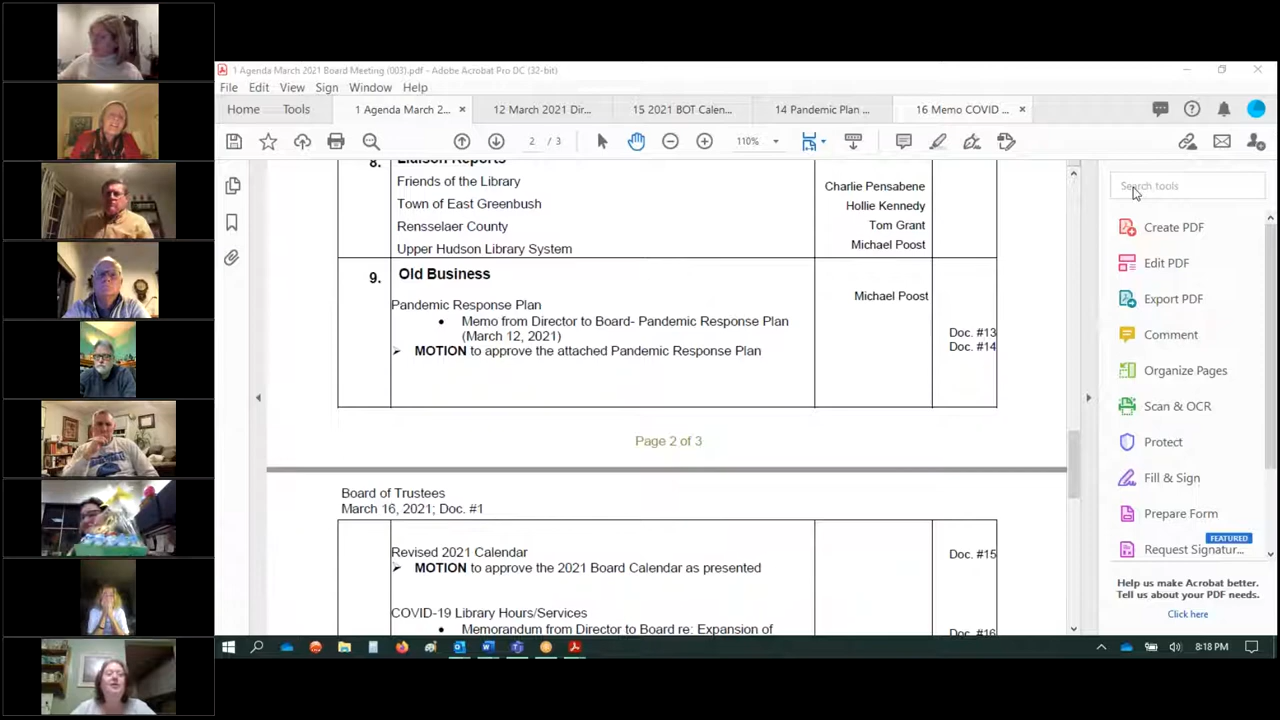 1 Agenda March 2021 Board Meeting (003).pdf - Adobe Acrobat Pro DC (32-bit)
File Edit View Sign Window Help
Home Tools 1 Agenda March 2... 12 March 2021 Dir... 15 2021 BOT Calen... 14 Pandemic Plan ... 16 Memo COVID ...
2 / 3 110%
8. Liaison Reports
Friends of the Library Charlie Pensabene
Town of East Greenbush Hollie Kennedy
Rensselaer County Tom Grant
Upper Hudson Library System Michael Poost
9. Old Business
Pandemic Response Plan Michael Poost
• Memo from Director to Board- Pandemic Response Plan
(March 12, 2021) Doc. #13
➢ MOTION to approve the attached Pandemic Response Plan Doc. #14
Page 2 of 3
Board of Trustees
March 16, 2021; Doc. #1
Revised 2021 Calendar Doc. #15
➢ MOTION to approve the 2021 Board Calendar as presented
COVID-19 Library Hours/Services
• Memorandum from Director to Board re: Expansion of Doc. #16
Search tools
Create PDF
Edit PDF
Export PDF
Comment
Organize Pages
Scan & OCR
Protect
Fill & Sign
Prepare Form
FEATURED
Request Signatur...
Help us make Acrobat better.
Tell us about your PDF needs.
Click here
8:18 PM